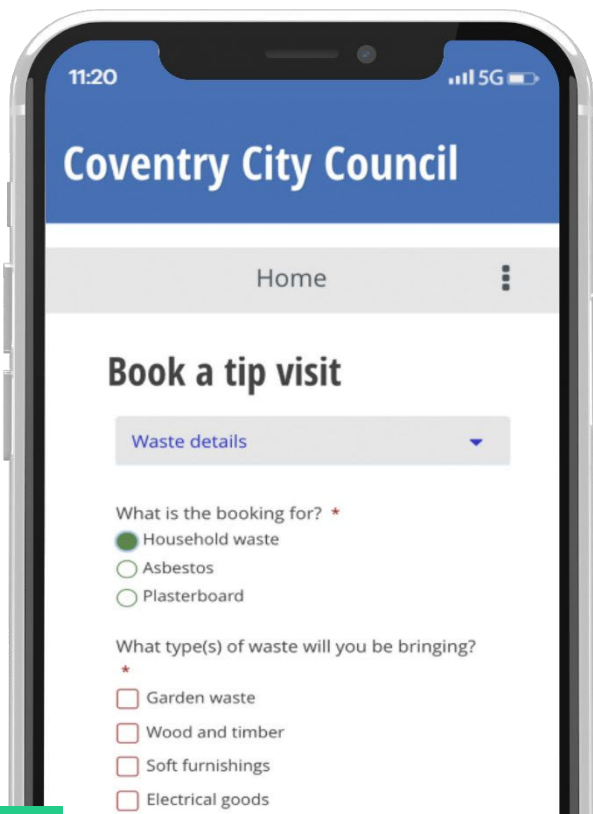 11:20
5G
Coventry City Council
Home
Book a tip visit
Waste details
What is the booking for? *
Household waste
Asbestos
Plasterboard
What type(s) of waste will you be bringing?
*
Garden waste
Wood and timber
Soft furnishings
Electrical goods